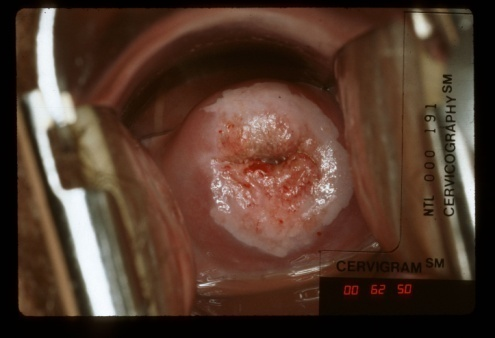 NTL 000 191
CERVICOGRAPHY SM
CERVIGRAM SM
00 62 50